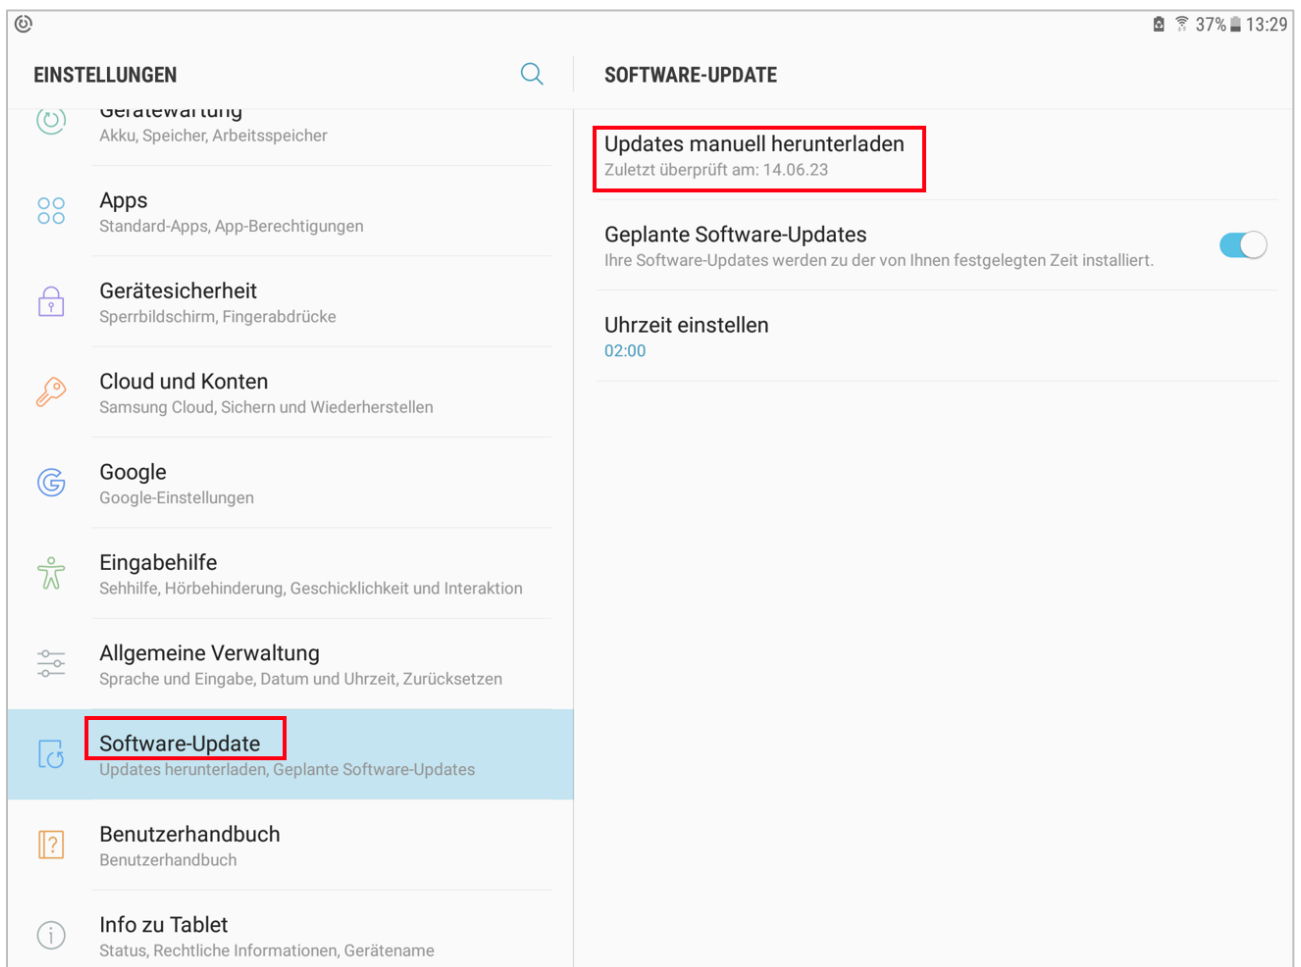 37% 13:29
EINSTELLUNGEN
Gerätewartung
Akku, Speicher, Arbeitsspeicher
Apps
Standard-Apps, App-Berechtigungen
Gerätesicherheit
Sperrbildschirm, Fingerabdrücke
Cloud und Konten
Samsung Cloud, Sichern und Wiederherstellen
Google
Google-Einstellungen
Eingabehilfe
Sehhilfe, Hörbehinderung, Geschicklichkeit und Interaktion
Allgemeine Verwaltung
Sprache und Eingabe, Datum und Uhrzeit, Zurücksetzen
Software-Update
Updates herunterladen, Geplante Software-Updates
Benutzerhandbuch
Benutzerhandbuch
Info zu Tablet
Status, Rechtliche Informationen, Gerätename
SOFTWARE-UPDATE
Updates manuell herunterladen
Zuletzt überprüft am: 14.06.23
Geplante Software-Updates
Ihre Software-Updates werden zu der von Ihnen festgelegten Zeit installiert.
Uhrzeit einstellen
02:00